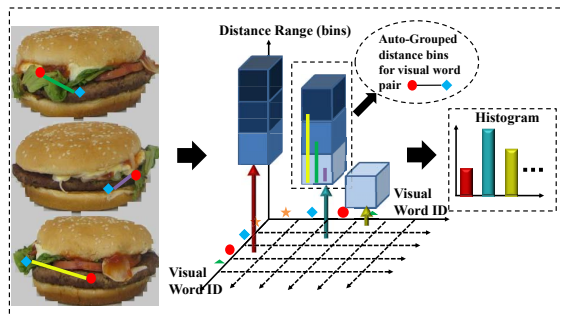 Distance Range (bins)
Auto-Grouped
distance bins
for visual word
pair
Histogram
Visual
Word ID
Visual
Word ID